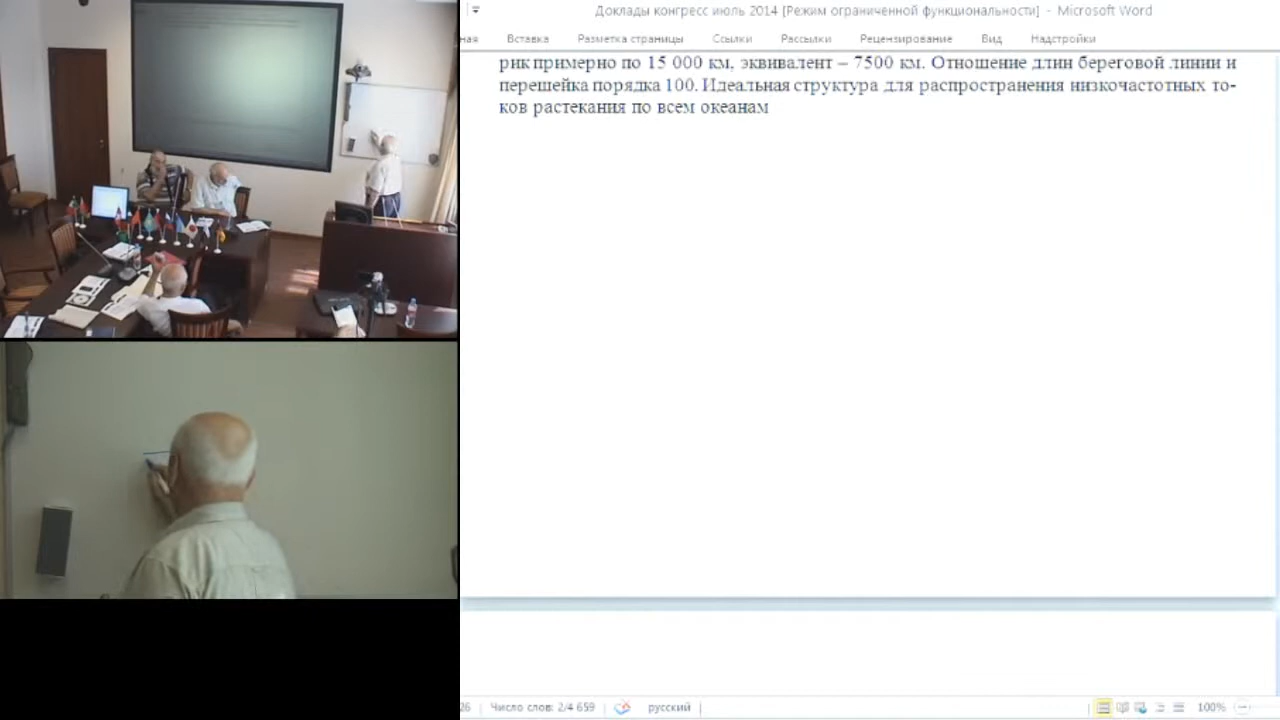 Доклады конгресс июль 2014 [Режим ограниченной функциональности] - Microsoft Word
ная Вставка Разметка страницы Ссылки Рассылки Рецензирование Вид Надстройки
рик примерно по 15 000 км, эквивалент – 7500 км. Отношение длин береговой линии и
перешейка порядка 100. Идеальная структура для распространения низкочастотных то-
ков растекания по всем океанам
26 Число слов: 2/4 659 русский 100%